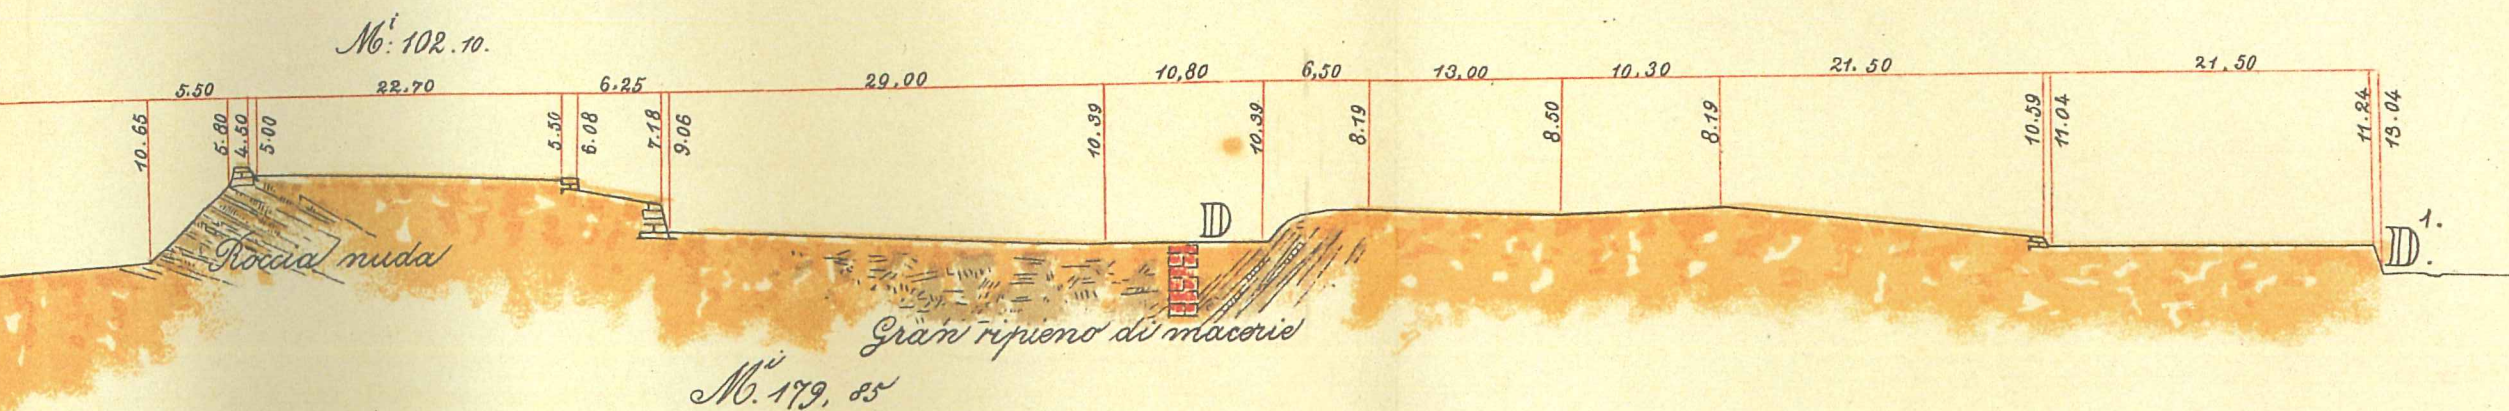 Mⁱ: 102.10.
5.50 22.70 6.25 29,00 10,80 6,50 13,00 10,30 21.50 21.50
10.65 5.80 4.50 5.00 5.50 6.08 7.18 9.06 10.39 10.39 8.19 8.50 8.19 10.59 11.04 11.24 13.04
D
D 1.
Roccia nuda
Gran ripieno di macerie
Mⁱ. 179, 85